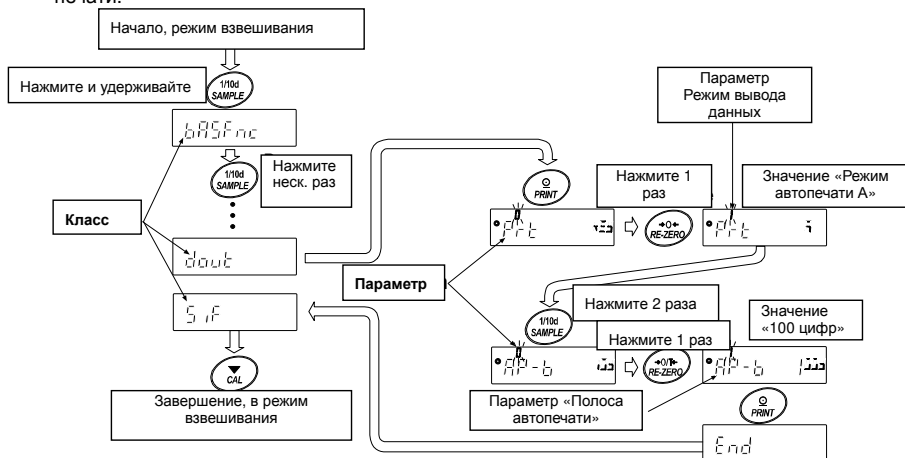 печати.
Начало, режим взвешивания
Нажмите и удерживайте
1/10d
SAMPLE
bASFnc
1/10d
SAMPLE
Нажмите
неск. раз
Класс
dout
S iF
CAL
Завершение, в режим
взвешивания
PRINT
Prt
Нажмите 1
раз
→0←
RE-ZERO
Параметр
Режим вывода
данных
Значение «Режим
автопечати А»
Prt
Параметр
1/10d
SAMPLE
Нажмите 2 раза
Нажмите 1 раз
AP-b
RE-ZERO
Значение
«100 цифр»
AP-b
Параметр «Полоса
автопечати»
PRINT
End